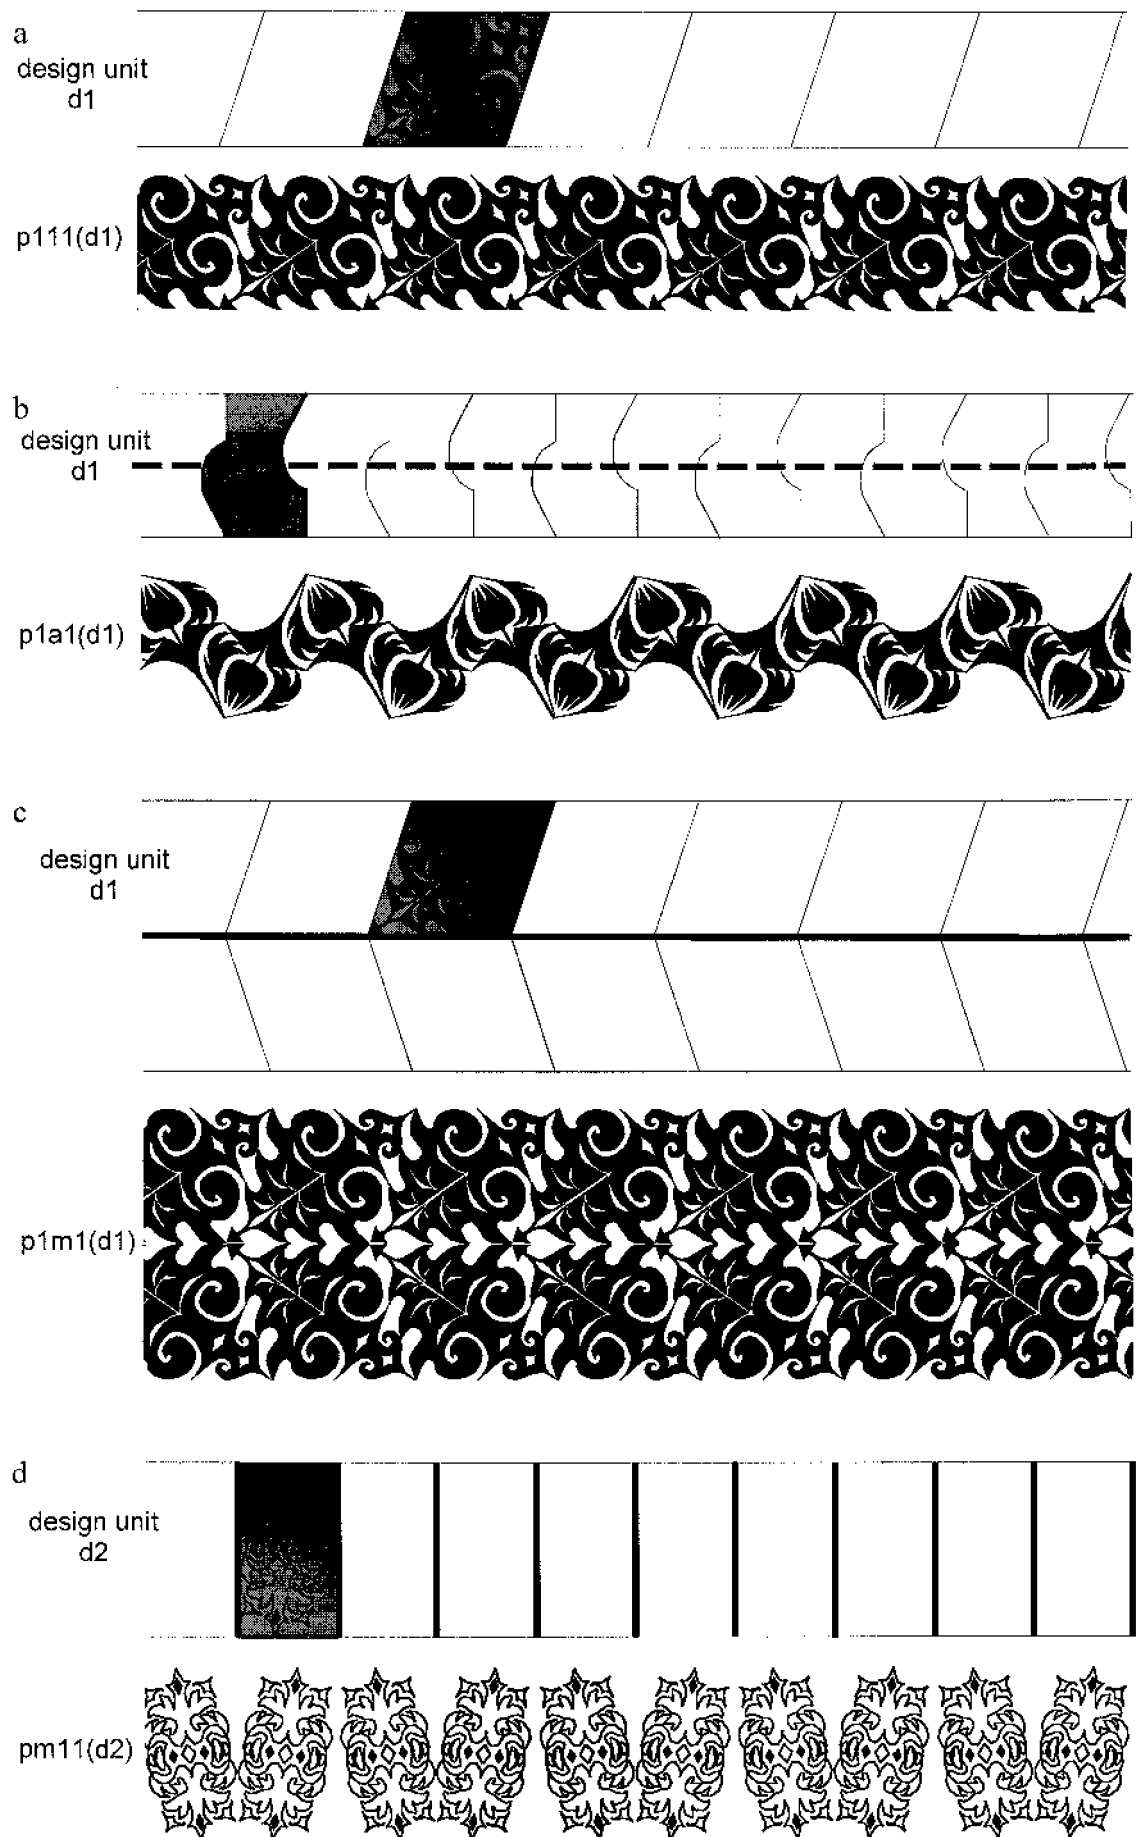 a
design unit
d1
p111(d1)
b
design unit
d1
p1a1(d1)
c
design unit
d1
p1m1(d1)
d
design unit
d2
pm11(d2)